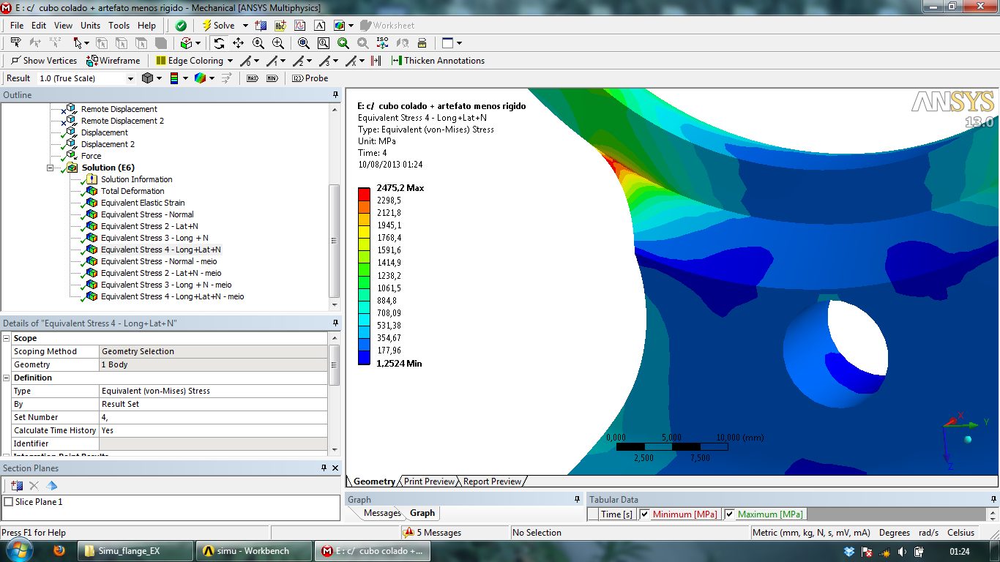 E : c/ cubo colado + artefato menos rigido - Mechanical [ANSYS Multiphysics]
File Edit View Units Tools Help Solve Worksheet
Show Vertices Wireframe Edge Coloring Thicken Annotations
Result 1.0 (True Scale) MAX MIN Probe
Outline
Remote Displacement
Remote Displacement 2
Displacement
Displacement 2
Force
Solution (E6)
Solution Information
Total Deformation
Equivalent Elastic Strain
Equivalent Stress - Normal
Equivalent Stress 2 - Lat+N
Equivalent Stress 3 - Long + N
Equivalent Stress 4 - Long+Lat+N
Equivalent Stress - Normal - meio
Equivalent Stress 2 - Lat+N - meio
Equivalent Stress 3 - Long + N - meio
Equivalent Stress 4 - Long+Lat+N - meio
Details of "Equivalent Stress 4 - Long+Lat+N"
Scope
Scoping Method Geometry Selection
Geometry 1 Body
Definition
Type Equivalent (von-Mises) Stress
By Result Set
Set Number 4,
Calculate Time History Yes
Identifier
Section Planes
Slice Plane 1
E: c/ cubo colado + artefato menos rigido
Equivalent Stress 4 - Long+Lat+N
Type: Equivalent (von-Mises) Stress
Unit: MPa
Time: 4
10/08/2013 01:24
2475,2 Max
2298,5
2121,8
1945,1
1768,4
1591,6
1414,9
1238,2
1061,5
884,8
708,09
531,38
354,67
177,96
1,2524 Min
ANSYS
13.0
0,000 5,000 10,000 (mm)
2,500 7,500
X
Y
Z
Geometry Print Preview Report Preview
Graph
Messages Graph
Tabular Data
Time [s] Minimum [MPa] Maximum [MPa]
Press F1 for Help 5 Messages No Selection Metric (mm, kg, N, s, mV, mA) Degrees rad/s Celsius
Simu_flange_EX simu - Workbench E : c/ cubo colado +... 01:24